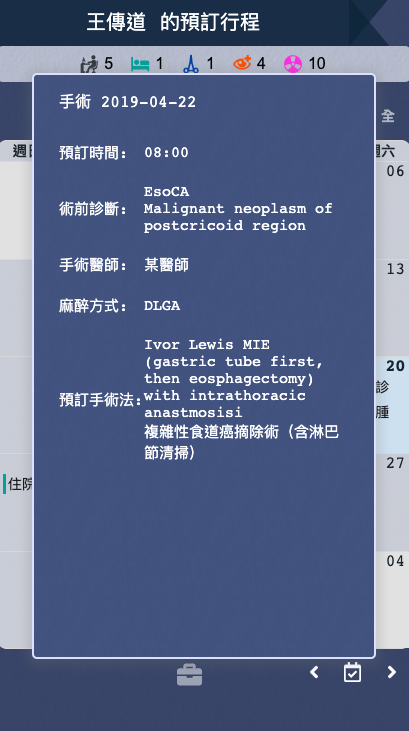 王傳道 的預訂行程
5 1 1 4 10
全
週日 週六
手術 2019-04-22
預訂時間： 08:00
術前診斷： EsoCA
Malignant neoplasm of
postcricoid region
手術醫師： 某醫師
麻醉方式： DLGA
預訂手術法： Ivor Lewis MIE
(gastric tube first,
then eosphagectomy)
with intrathoracic
anastmosisi
複雜性食道癌摘除術（含淋巴
節清掃）
06
13
20
診
腫
27
住院
04